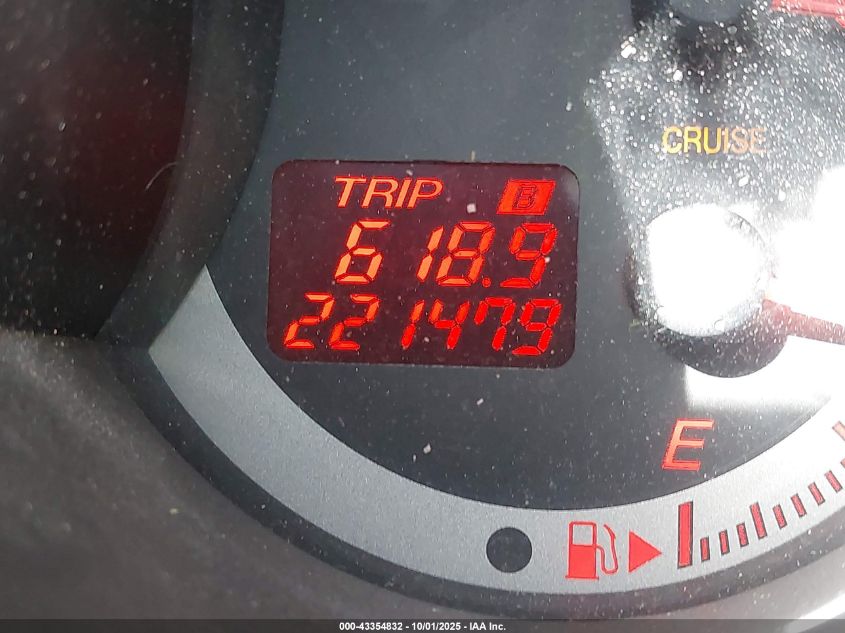 CRUISE
TRIP B
618.9
221479
E
000-43354832 - 10/01/2025 - IAA Inc.